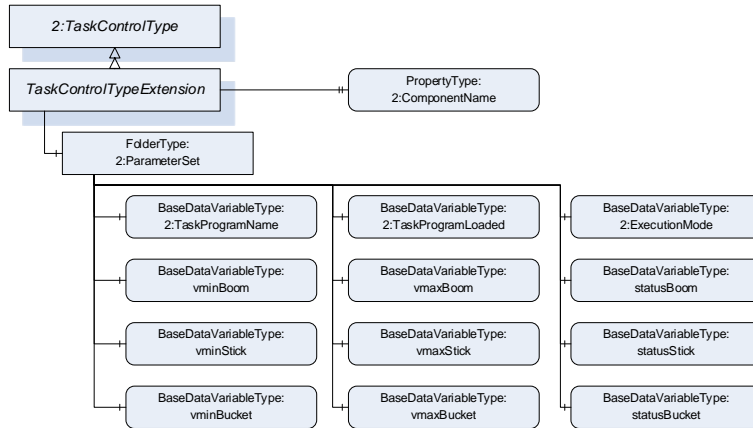 2:TaskControlType
TaskControlTypeExtension
PropertyType:
2:ComponentName
FolderType:
2:ParameterSet
BaseDataVariableType:
2:TaskProgramName
BaseDataVariableType:
2:TaskProgramLoaded
BaseDataVariableType:
2:ExecutionMode
BaseDataVariableType:
vminBoom
BaseDataVariableType:
vmaxBoom
BaseDataVariableType:
statusBoom
BaseDataVariableType:
vminStick
BaseDataVariableType:
vmaxStick
BaseDataVariableType:
statusStick
BaseDataVariableType:
vminBucket
BaseDataVariableType:
vmaxBucket
BaseDataVariableType:
statusBucket